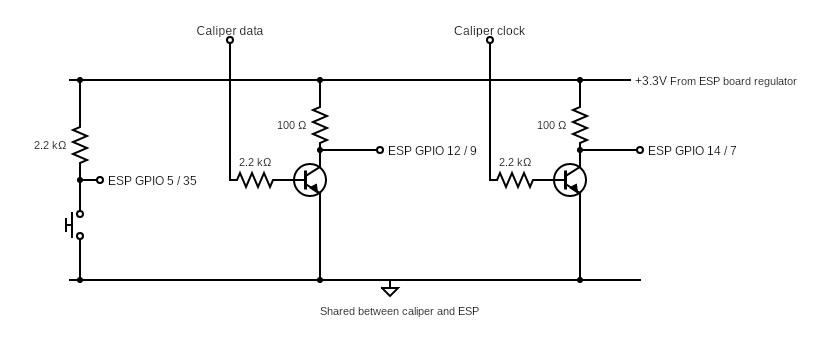 Caliper data
Caliper clock
+3.3V From ESP board regulator
100 Ω
100 Ω
2.2 kΩ
ESP GPIO 12 / 9
ESP GPIO 14 / 7
2.2 kΩ
2.2 kΩ
ESP GPIO 5 / 35
Shared between caliper and ESP